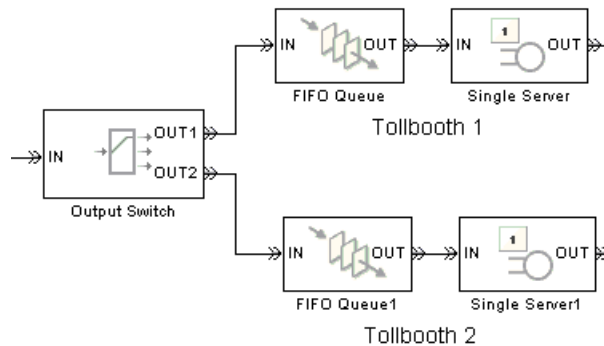 IN OUT
FIFO Queue
1
IN OUT
Single Server
Tollbooth 1
IN OUT1
OUT2
Output Switch
IN OUT
FIFO Queue1
1
IN OUT
Single Server1
Tollbooth 2